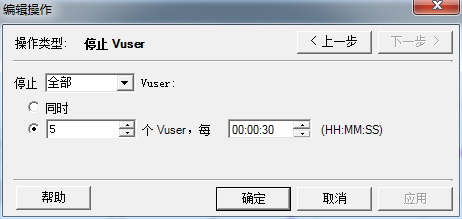 编辑操作
操作类型: 停止 Vuser
< 上一步 下一步 >
停止 全部 Vuser:
同时
5 个 Vuser，每 00:00:30 (HH:MM:SS)
帮助 确定 取消 应用